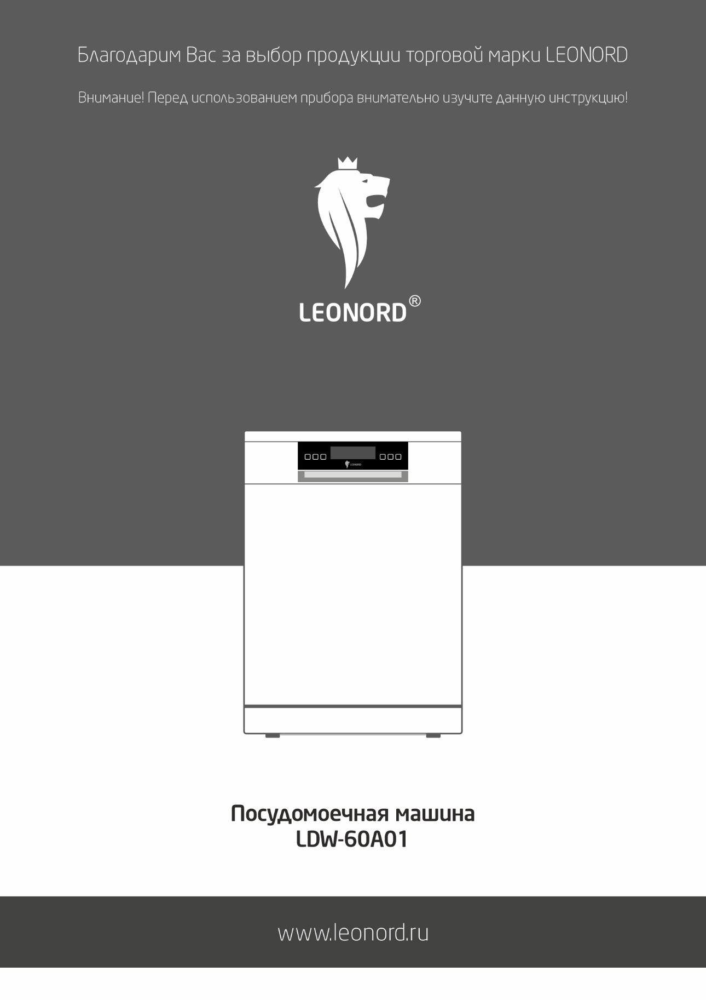 Благодарим Вас за выбор продукции торговой марки LEONORD
Внимание! Перед использованием прибора внимательно изучите данную инструкцию!
LEONORD®
LEONORD
Посудомоечная машина
LDW-60A01
www.leonord.ru